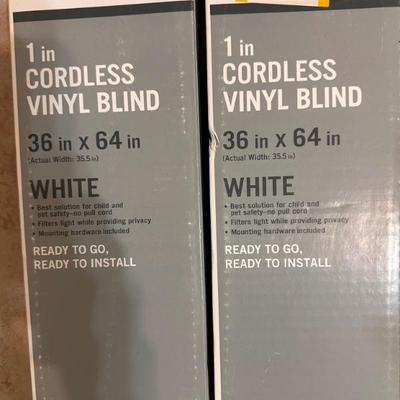 1 in
CORDLESS
VINYL BLIND
36 in x 64 in
(Actual Width: 35.5 in)
WHITE
• Best solution for child and
pet safety–no pull cord
• Filters light while providing privacy
• Mounting hardware included
READY TO GO,
READY TO INSTALL
1 in
CORDLESS
VINYL BLIND
36 in x 64 in
(Actual Width: 35.5 in)
WHITE
• Best solution for child and
pet safety–no pull cord
• Filters light while providing privacy
• Mounting hardware included
READY TO GO,
READY TO INSTALL